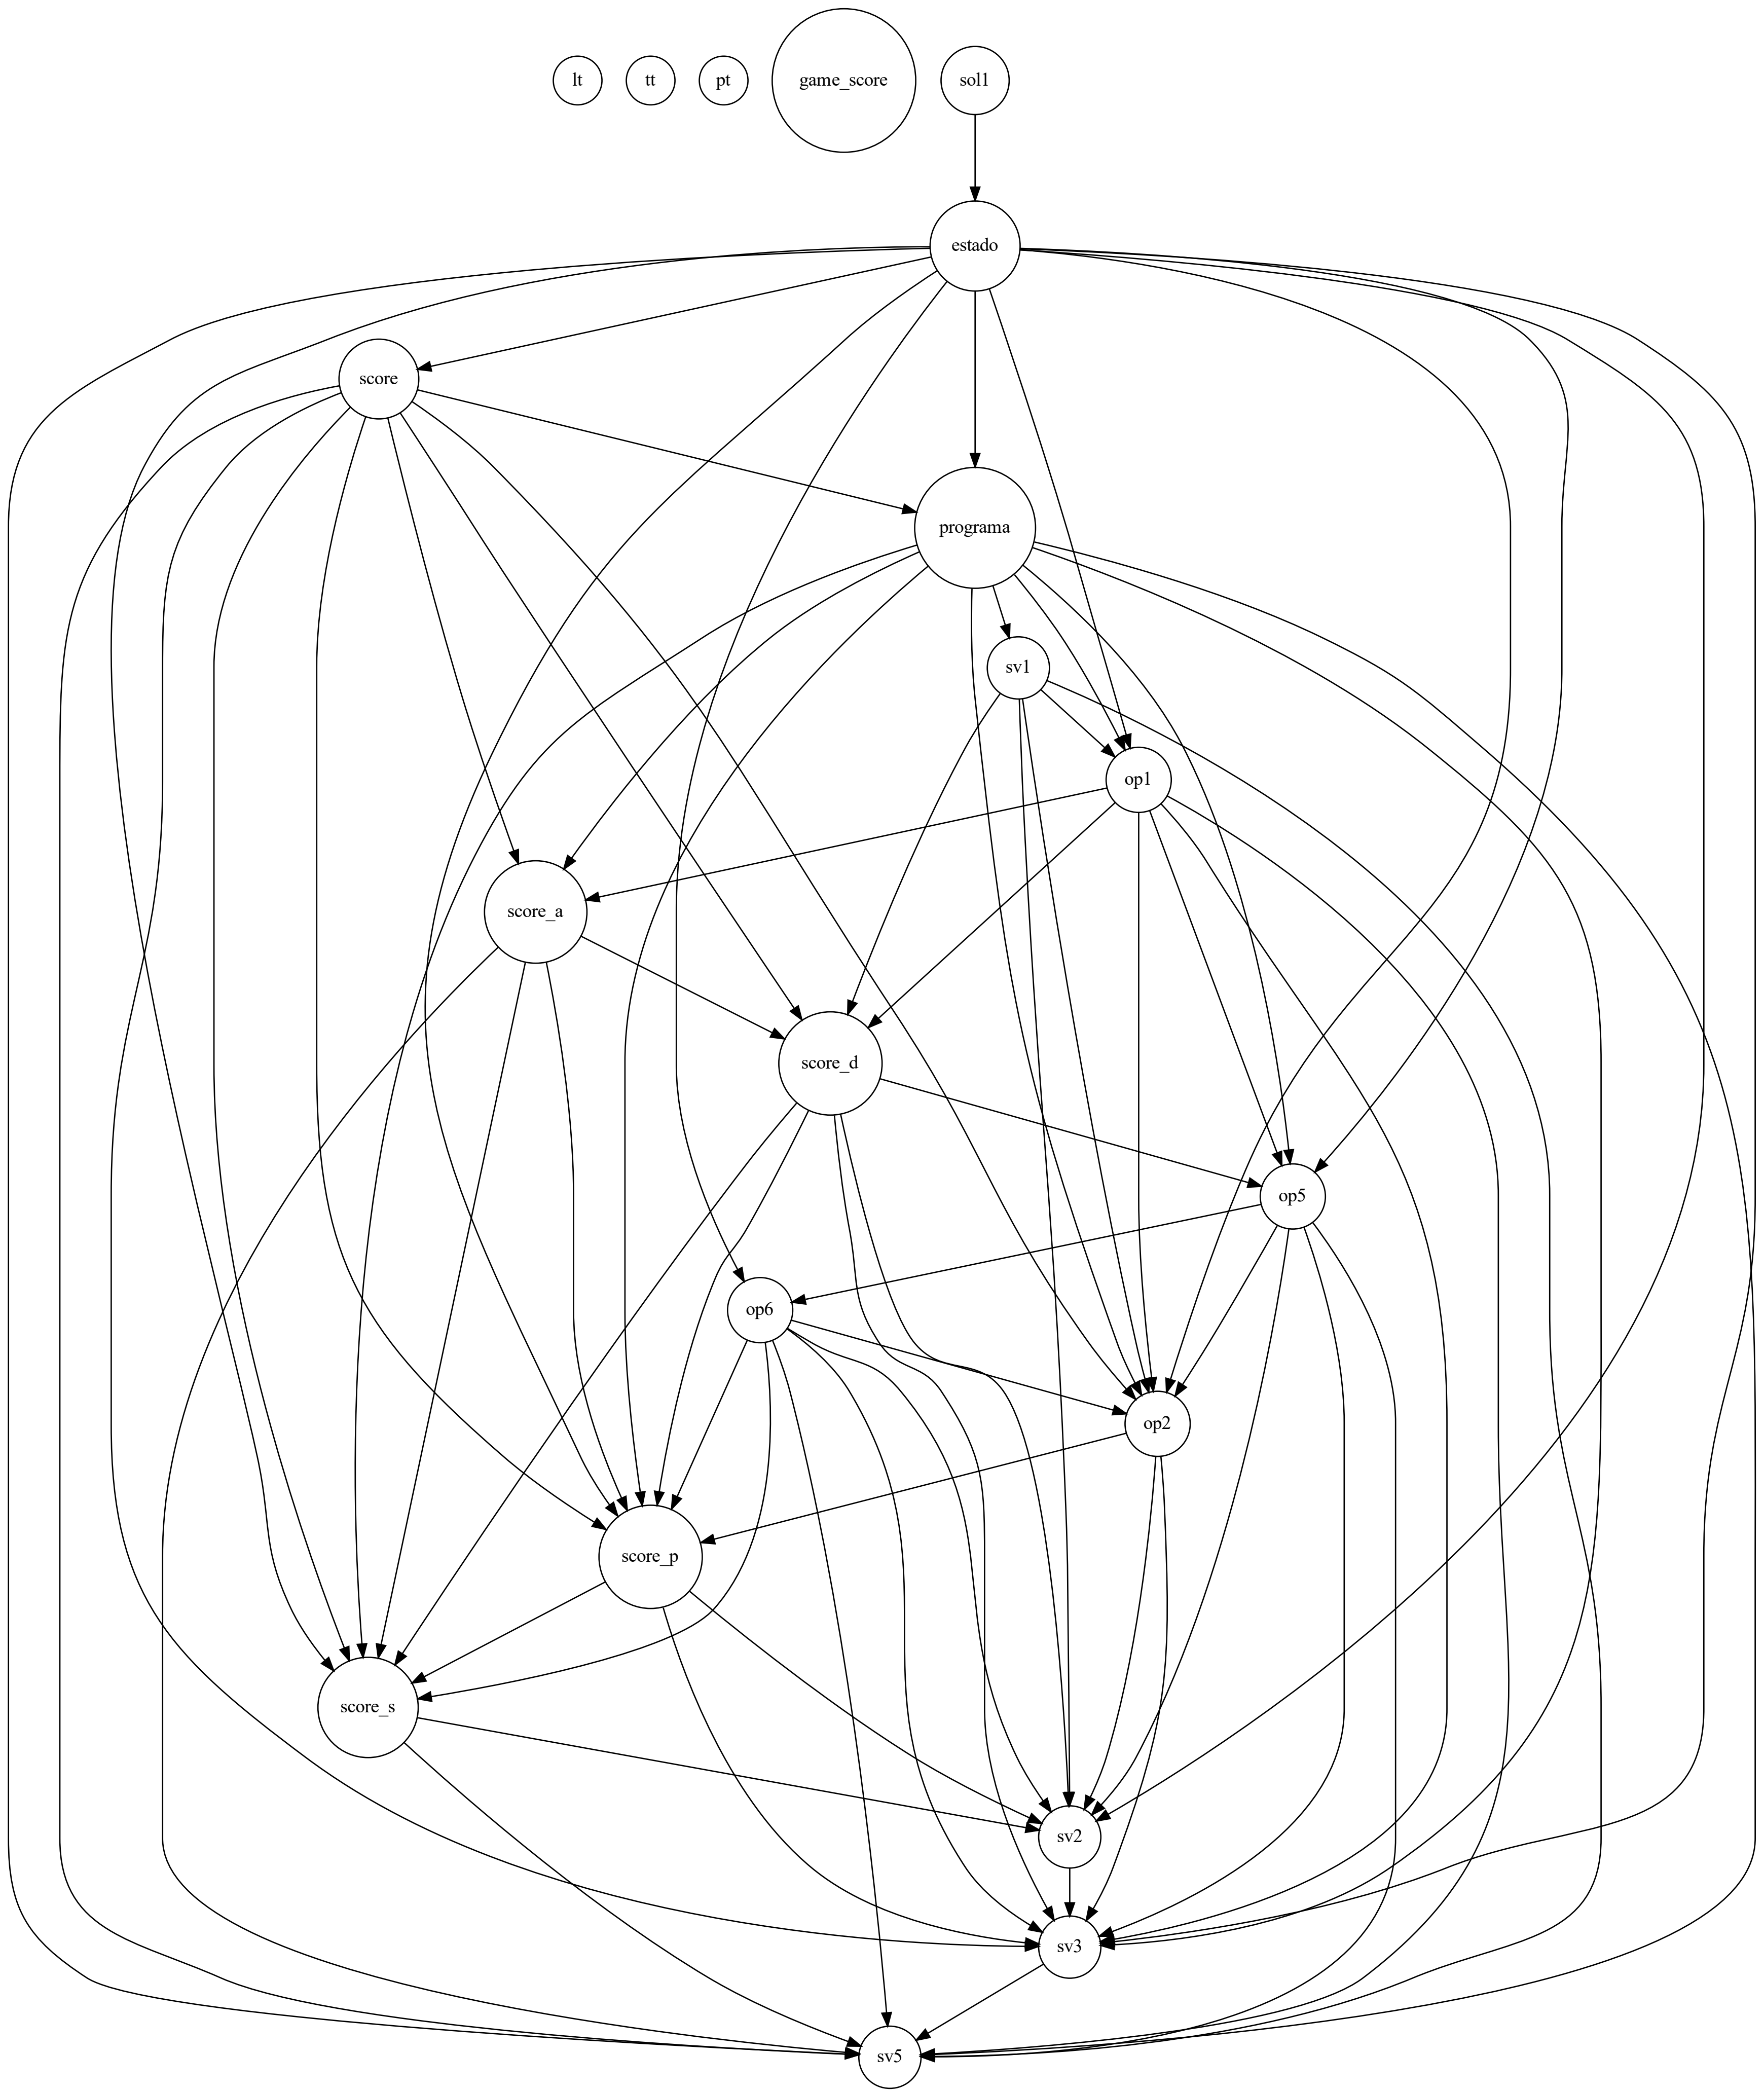 lt
tt
pt
game_score
sol1
estado
score
programa
sv1
op1
score_a
score_d
op5
op6
op2
score_p
score_s
sv2
sv3
sv5